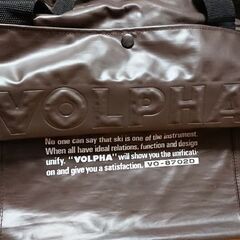 VOLPHA
No one can say that ski is one of the instrument.
When all have ideal relations, function and design
unify. "VOLPHA" will show you the unificati-
on and give you a satisfaction. VO-8702D